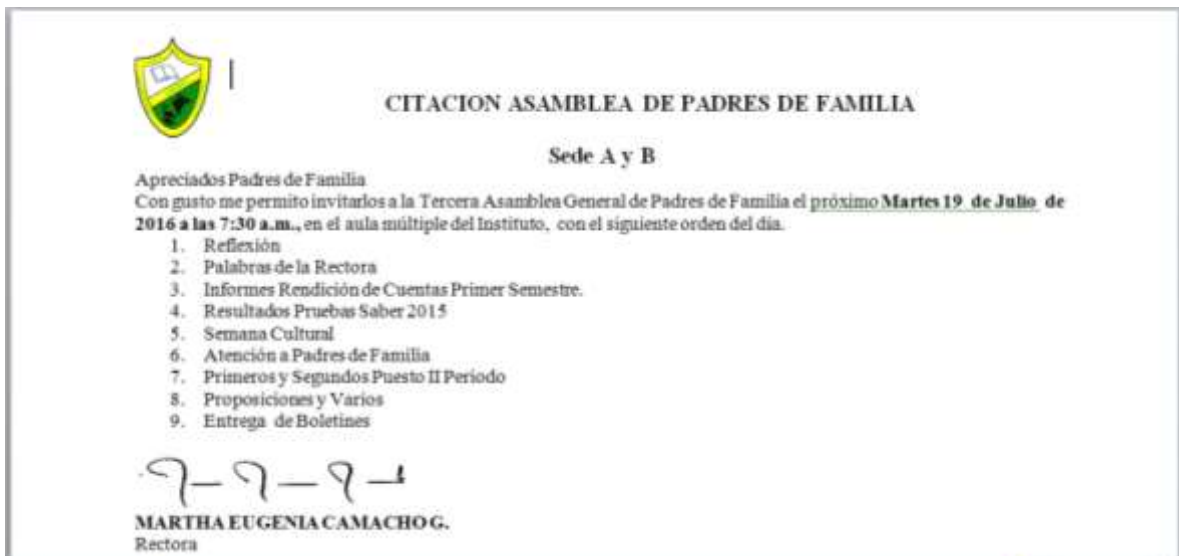 CITACION ASAMBLEA DE PADRES DE FAMILIA
Sede A y B
Apreciados Padres de Familia
Con gusto me permito invitarlos a la Tercera Asamblea General de Padres de Familia el próximo Martes 19 de Julio de
2016 a las 7:30 a.m., en el aula múltiple del Instituto, con el siguiente orden del dia.
1. Reflexión
2. Palabras de la Rectora
3. Informes Rendición de Cuentas Primer Semestre.
4. Resultados Pruebas Saber 2015
5. Semana Cultural
6. Atención a Padres de Familia
7. Primeros y Segundos Puesto II Periodo
8. Proposiciones y Varios
9. Entrega de Boletines
MARTHA EUGENIA CAMACHO G.
Rectora